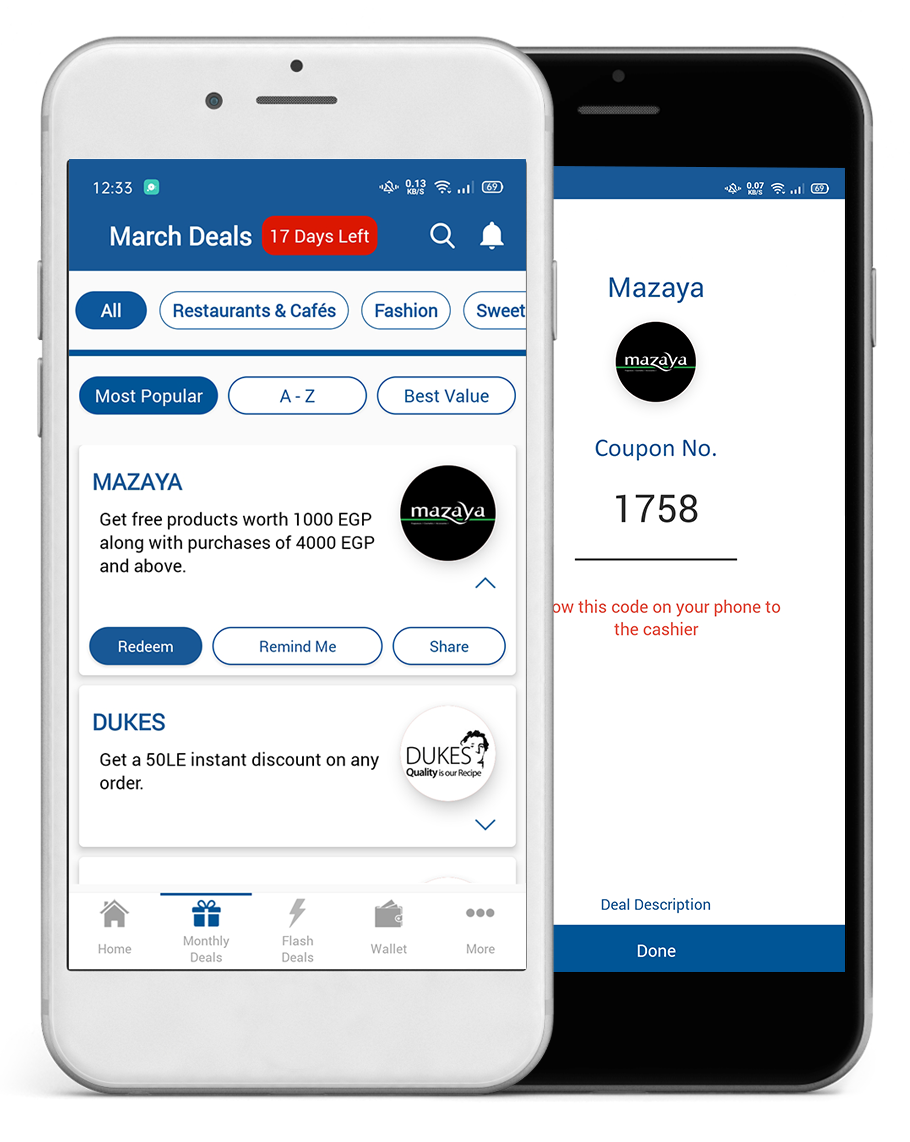 12:33
0.13
KB/S
69
March Deals
17 Days Left
All
Restaurants & Cafés
Fashion
Sweet
Most Popular
A - Z
Best Value
MAZAYA
Get free products worth 1000 EGP
along with purchases of 4000 EGP
and above.
mazaya
Redeem
Remind Me
Share
DUKES
Get a 50LE instant discount on any
order.
DUKES
Quality is our Recipe
Home
Monthly
Deals
Flash
Deals
Wallet
More
0.07
KB/S
69
Mazaya
mazaya
Coupon No.
1758
ow this code on your phone to
the cashier
Deal Description
Done